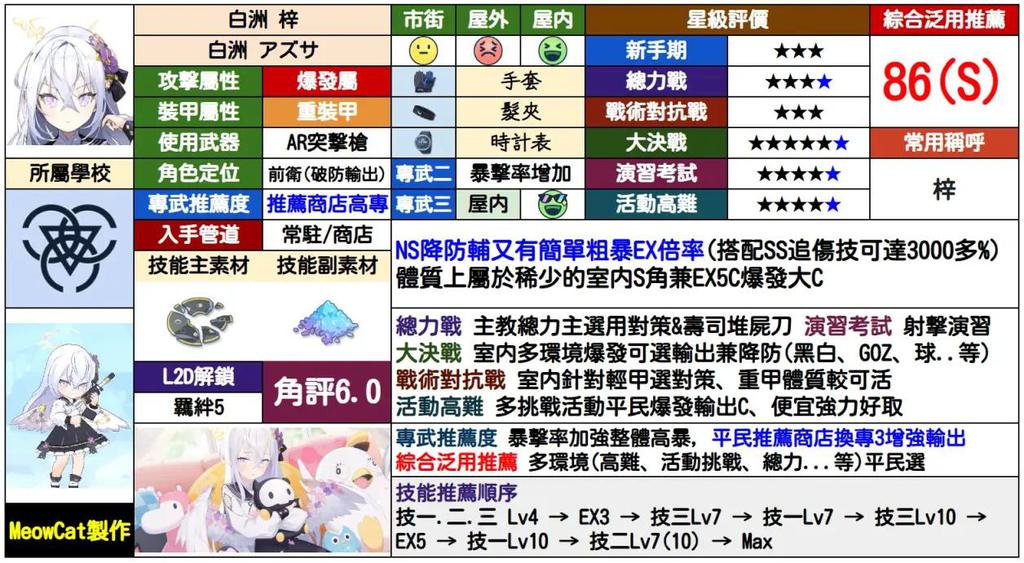 白洲 梓
市街 屋外 屋內
星級評價
綜合泛用推薦
白洲 アズサ
新手期 ★★★
86(S)
攻擊屬性 爆發屬
手套
總力戰 ★★★★
裝甲屬性 重裝甲
髮夾
戰術對抗戰 ★★★
使用武器 AR突擊槍
時計表
大決戰 ★★★★★★
常用稱呼
所屬學校
角色定位 前衛(破防輸出)
專武二 暴擊率增加
演習考試 ★★★★★
梓
專武推薦度 推薦商店高專
專武三 屋内
活動高難 ★★★★★
入手管道 常駐/商店
NS降防輔又有簡單粗暴EX倍率(搭配SS追傷技可達3000多%)
體質上屬於稀少的室內S角兼EX5C爆發大C
技能主素材 技能副素材
總力戰 主教總力主選用對策&壽司堆屍刀 演習考試 射擊演習
大決戰 室內多環境爆發可選輸出兼降防(黑白、GOZ、球..等)
戰術對抗戰 室內針對輕甲選對策、重甲體質較可活
活動高難 多挑戰活動平民爆發輸出C、便宜強力好取
L2D解鎖
羈絆5
角評6.0
專武推薦度 暴擊率加強整體高暴, 平民推薦商店換專3增強輸出
綜合泛用推薦 多環境(高難、活動挑戰、總力...等)平民選
技能推薦順序
技一.二.三 Lv4 → EX3 → 技三Lv7 → 技一Lv7 → 技三Lv10 →
EX5 → 技一Lv10 → 技二Lv7(10) → Max
MeowCat製作